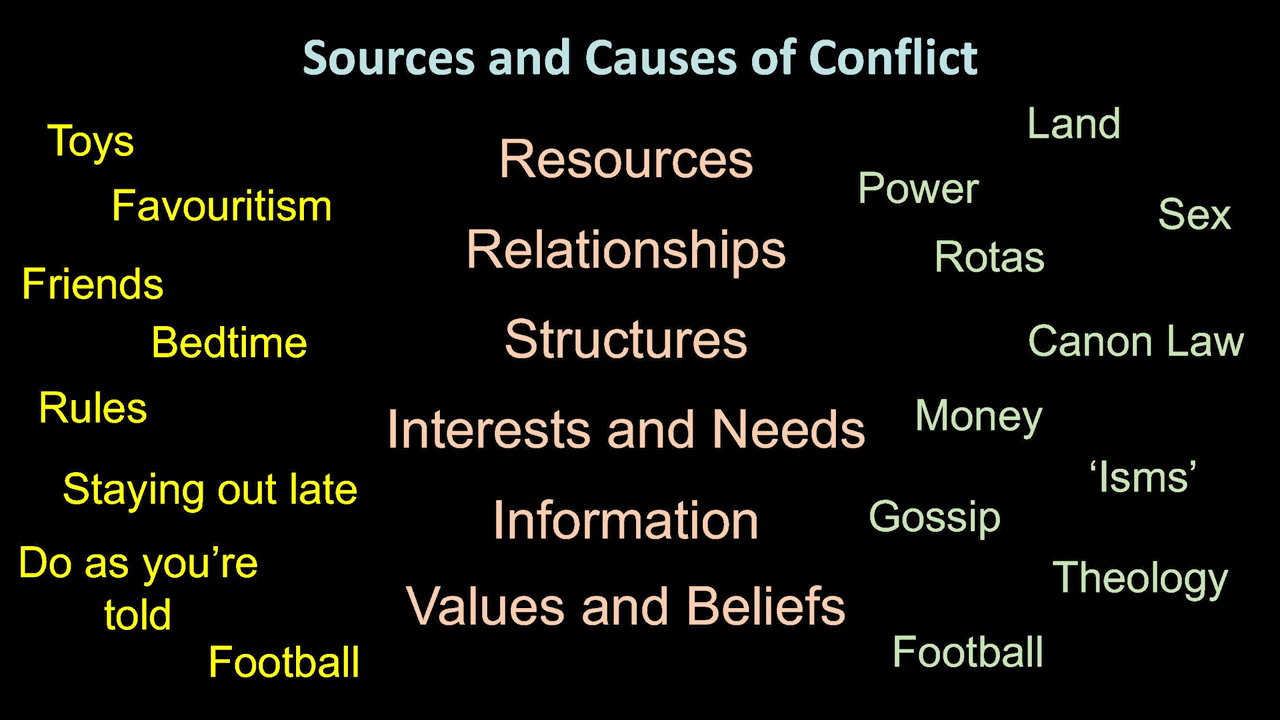 Sources and Causes of Conflict
Toys
Favouritism
Friends
Bedtime
Rules
Staying out late
Do as you’re
told
Football
Resources
Relationships
Structures
Interests and Needs
Information
Values and Beliefs
Land
Power
Sex
Rotas
Canon Law
Money
‘Isms’
Gossip
Theology
Football